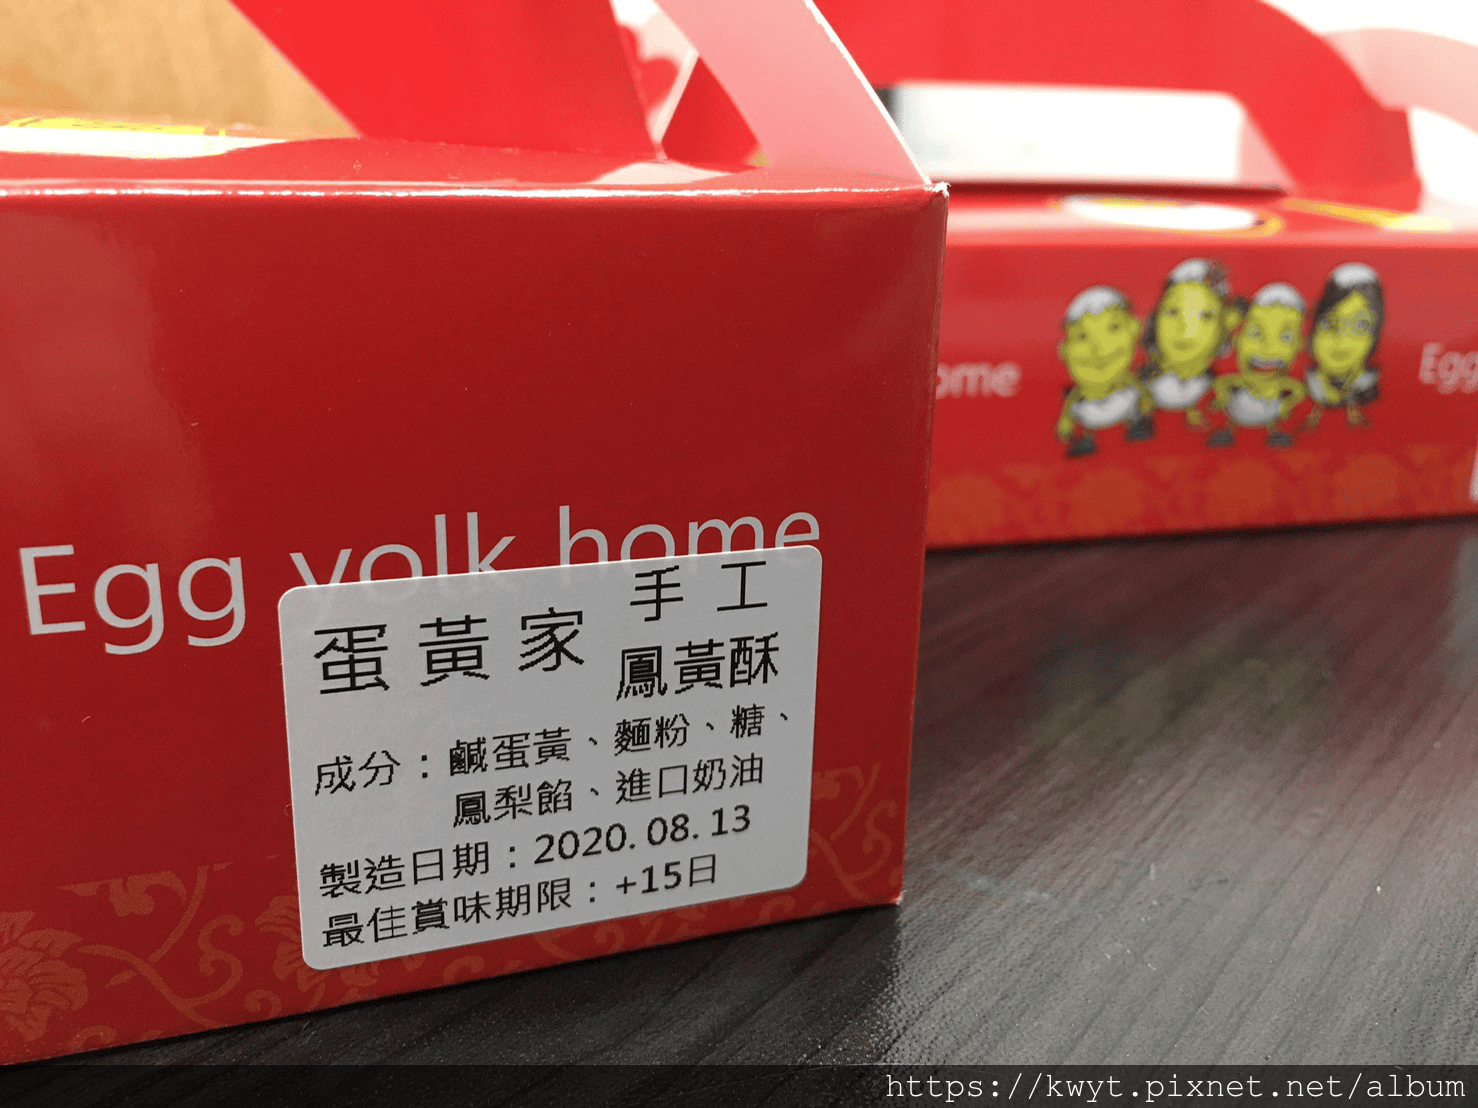 Egg yolk home
蛋黃家
手工
鳳黃酥
成分：鹹蛋黃、麵粉、糖、
鳳梨餡、進口奶油
製造日期：2020.08.13
最佳賞味期限：+15日
ome
Egg
https://kwyt.pixnet.net/album